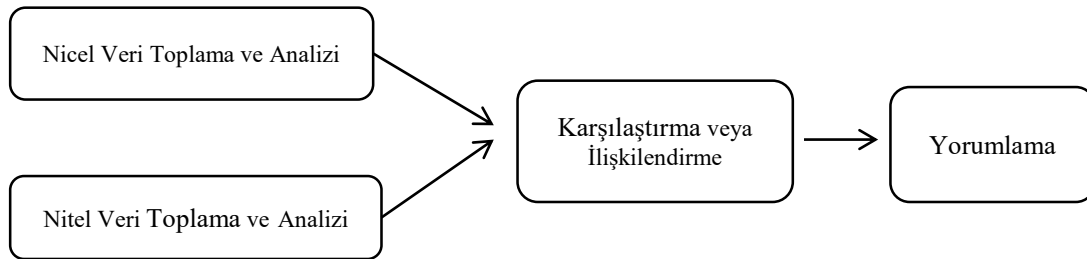 Nicel Veri Toplama ve Analizi
Karşılaştırma veya
İlişkilendirme
Yorumlama
Nitel Veri Toplama ve Analizi